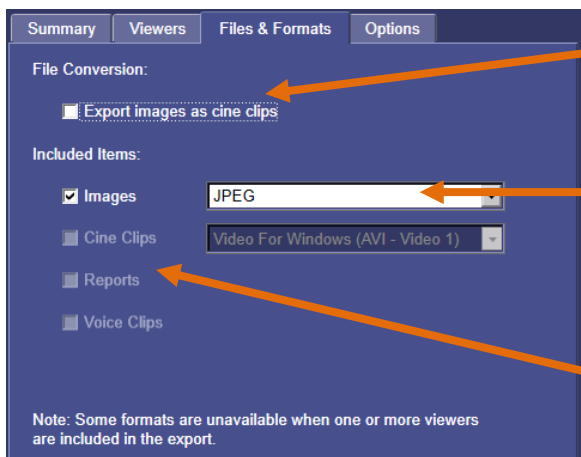 Summary Viewers Files & Formats Options
File Conversion:
Export images as cine clips
Included Items:
Images JPEG
Cine Clips Video For Windows (AVI - Video 1)
Reports
Voice Clips
Note: Some formats are unavailable when one or more viewers
are included in the export.